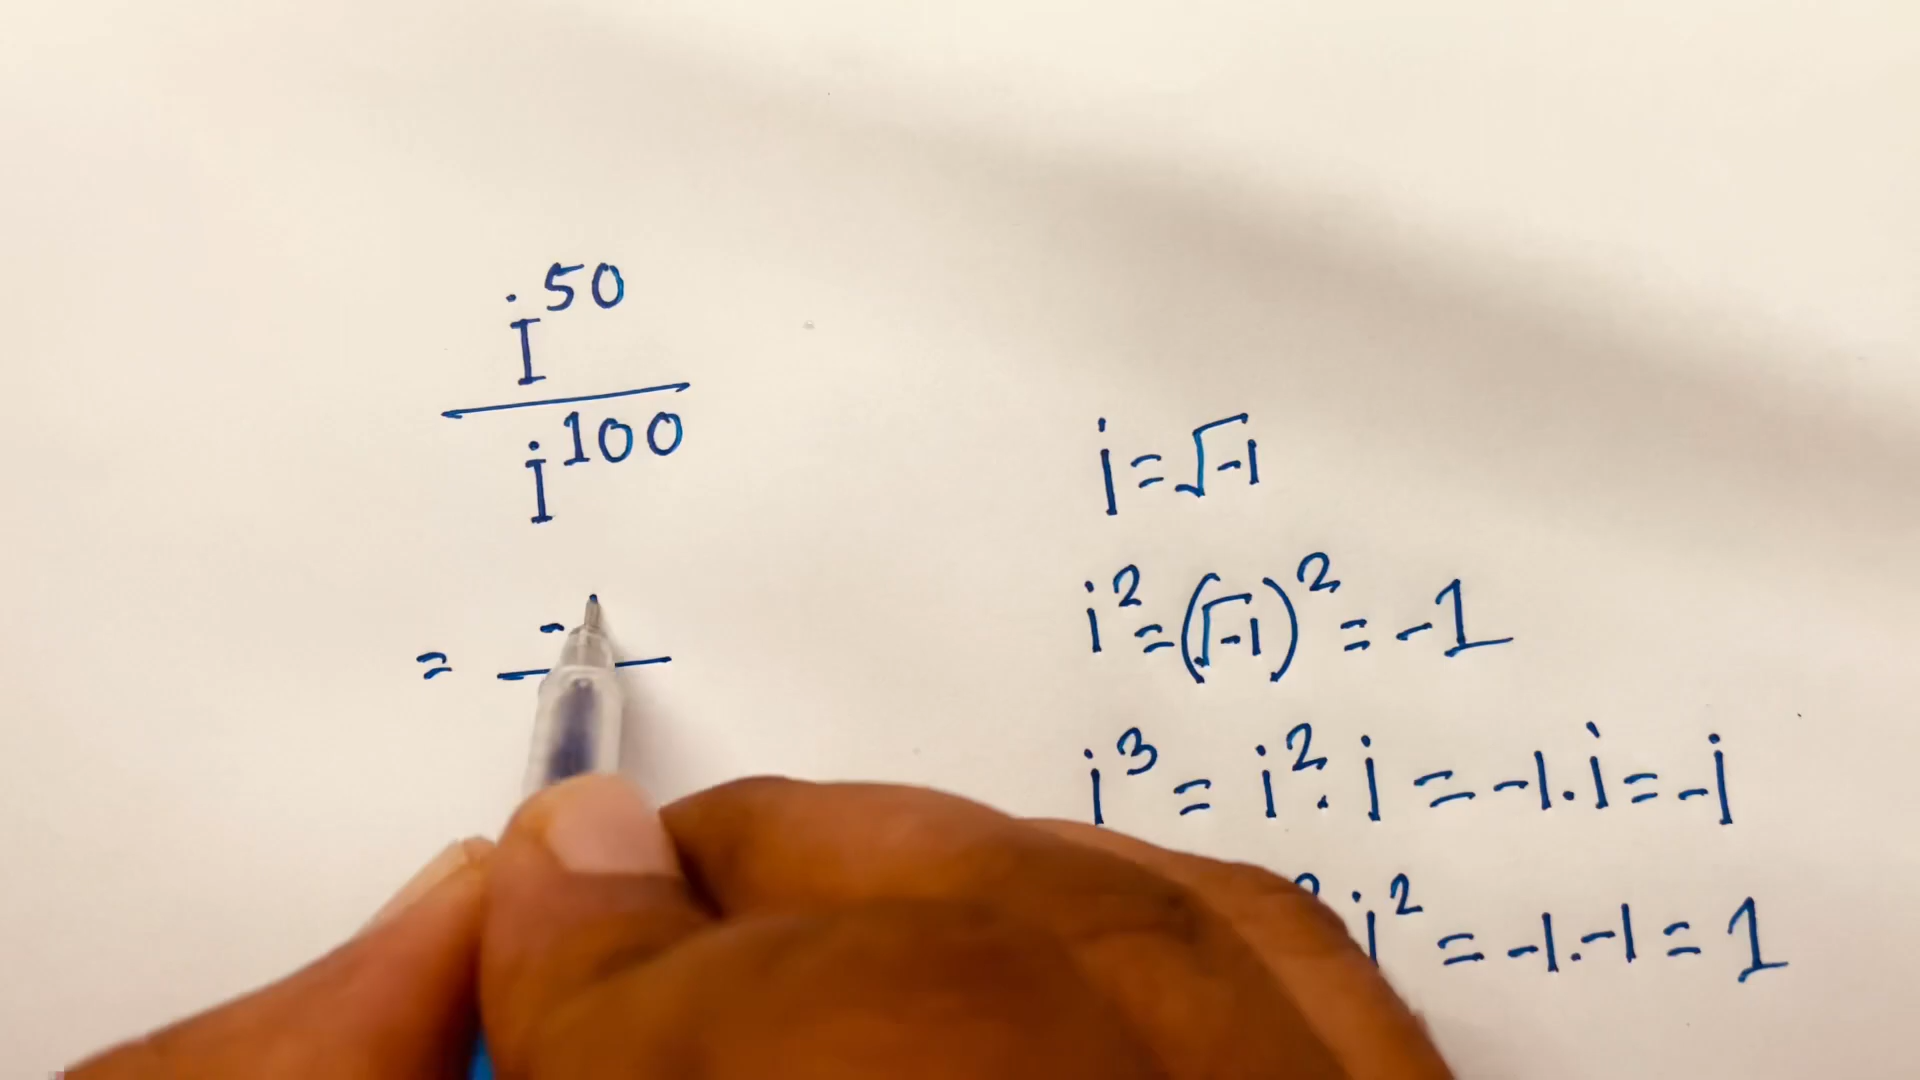 i^50
i^100
= -
i = √-1
i^2 = (√-1)^2 = -1
i^3 = i^2 . i = -1 . i = -i
i^2 = -1 . -1 = 1